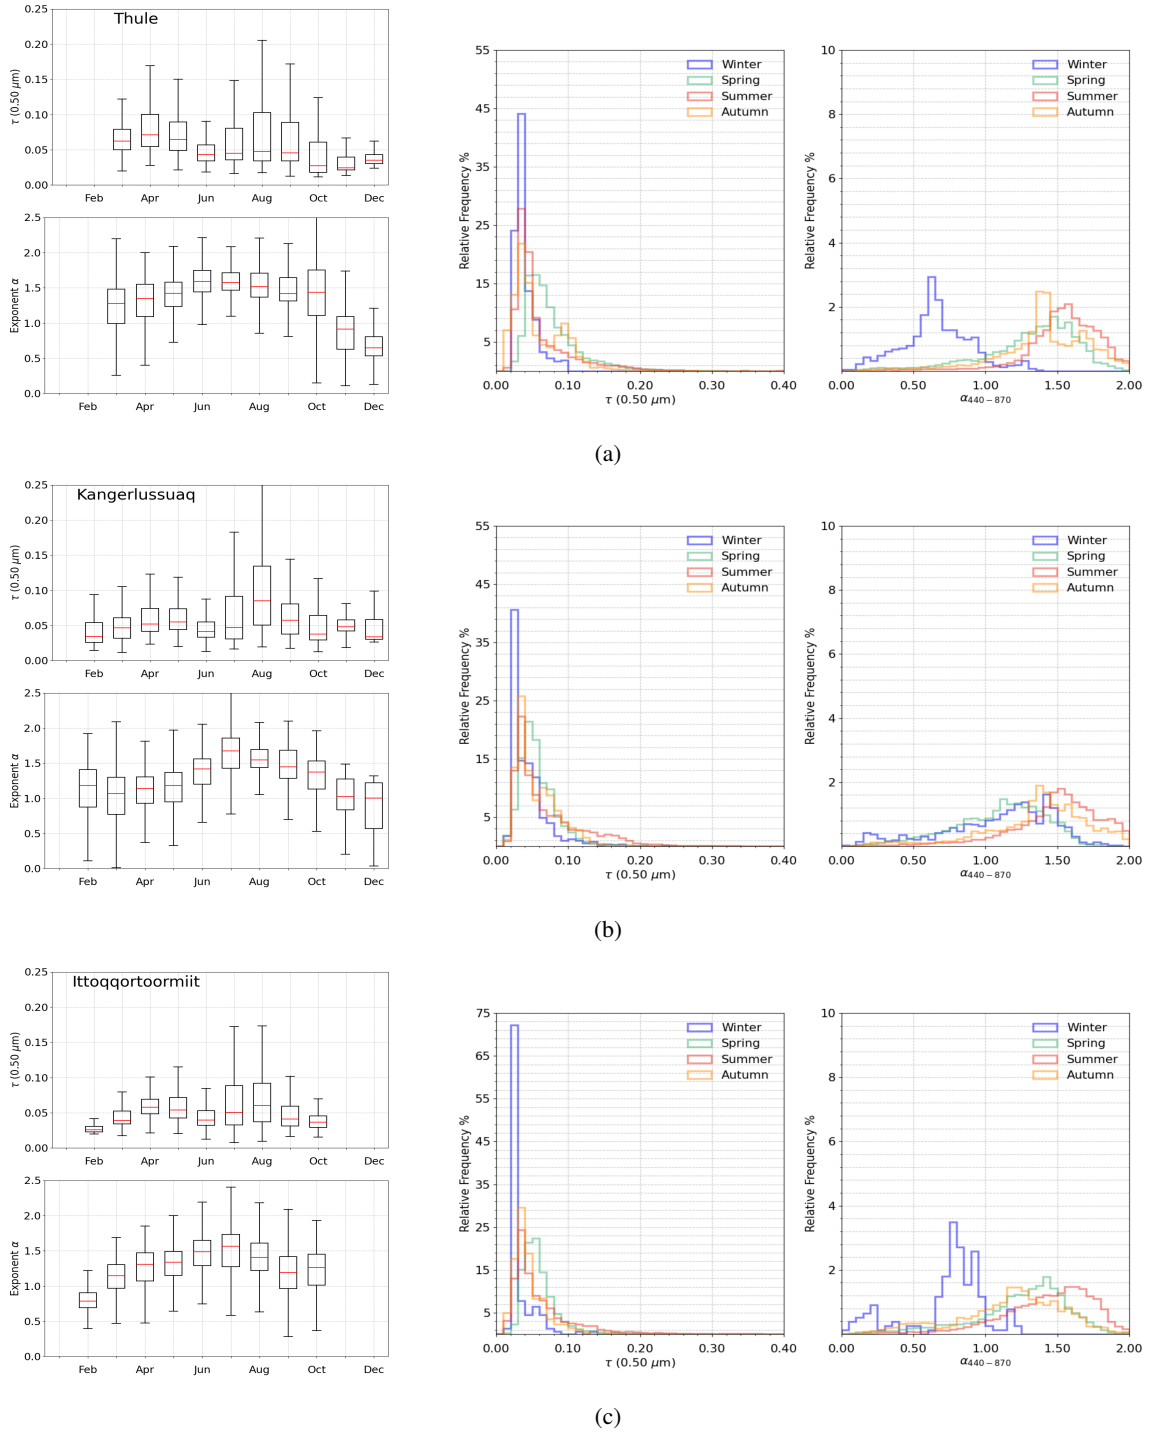 Thule
τ (0.50 μm)
0.25
0.20
0.15
0.10
0.05
0.00
Feb Apr Jun Aug Oct Dec
Exponent α
2.5
2.0
1.5
1.0
0.5
0.0
Feb Apr Jun Aug Oct Dec
Relative Frequency %
55
45
35
25
15
5
Winter
Spring
Summer
Autumn
0.00 0.10 0.20 0.30 0.40
τ (0.50 μm)
Relative Frequency %
10
8
6
4
2
Winter
Spring
Summer
Autumn
0.00 0.50 1.00 1.50 2.00
α440−870
(a)
Kangerlussuaq
τ (0.50 μm)
0.25
0.20
0.15
0.10
0.05
0.00
Feb Apr Jun Aug Oct Dec
Exponent α
2.5
2.0
1.5
1.0
0.5
0.0
Feb Apr Jun Aug Oct Dec
Relative Frequency %
55
45
35
25
15
5
Winter
Spring
Summer
Autumn
0.00 0.10 0.20 0.30 0.40
τ (0.50 μm)
Relative Frequency %
10
8
6
4
2
Winter
Spring
Summer
Autumn
0.00 0.50 1.00 1.50 2.00
α440−870
(b)
Ittoqqortoormiit
τ (0.50 μm)
0.25
0.20
0.15
0.10
0.05
0.00
Feb Apr Jun Aug Oct Dec
Exponent α
2.5
2.0
1.5
1.0
0.5
0.0
Feb Apr Jun Aug Oct Dec
Relative Frequency %
75
65
55
45
35
25
15
5
Winter
Spring
Summer
Autumn
0.00 0.10 0.20 0.30 0.40
τ (0.50 μm)
Relative Frequency %
10
8
6
4
2
Winter
Spring
Summer
Autumn
0.00 0.50 1.00 1.50 2.00
α440−870
(c)